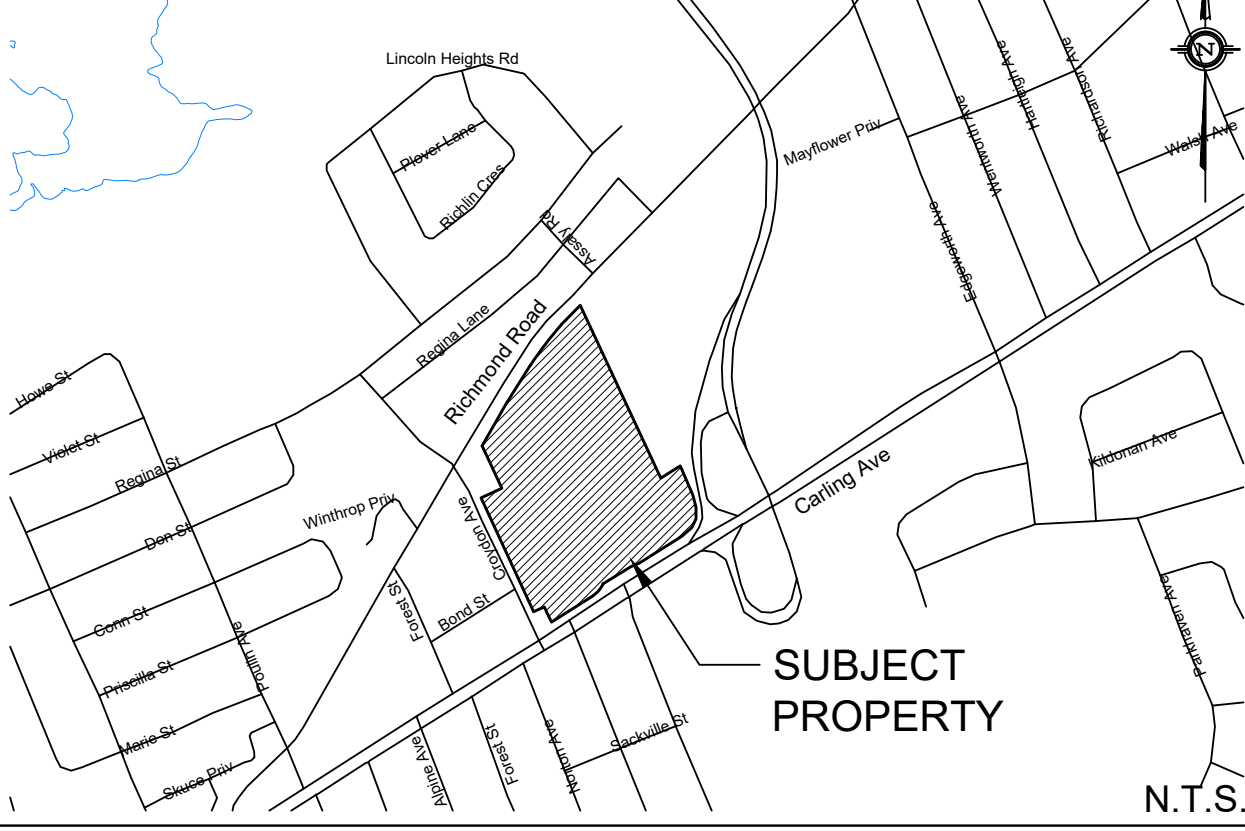 Lincoln Heights Rd
Plover Lane
Richlin Cres
Assaly Rd
Mayflower Priv
Edgeworth Ave
Wentworth Ave
Hartleigh Ave
Richardson Ave
Walsh Ave
N
Regina Lane
Richmond Road
Howe St
Violet St
Regina St
Don St
Winthrop Priv
Croydon Ave
Carling Ave
Kildonan Ave
Conn St
Priscilla St
Poulin Ave
Forest St
Bond St
Parkhaven Ave
Marie St
Skuce Priv
Alpine Ave
Forest St
Norton Ave
Sackville St
SUBJECT
PROPERTY
N.T.S.